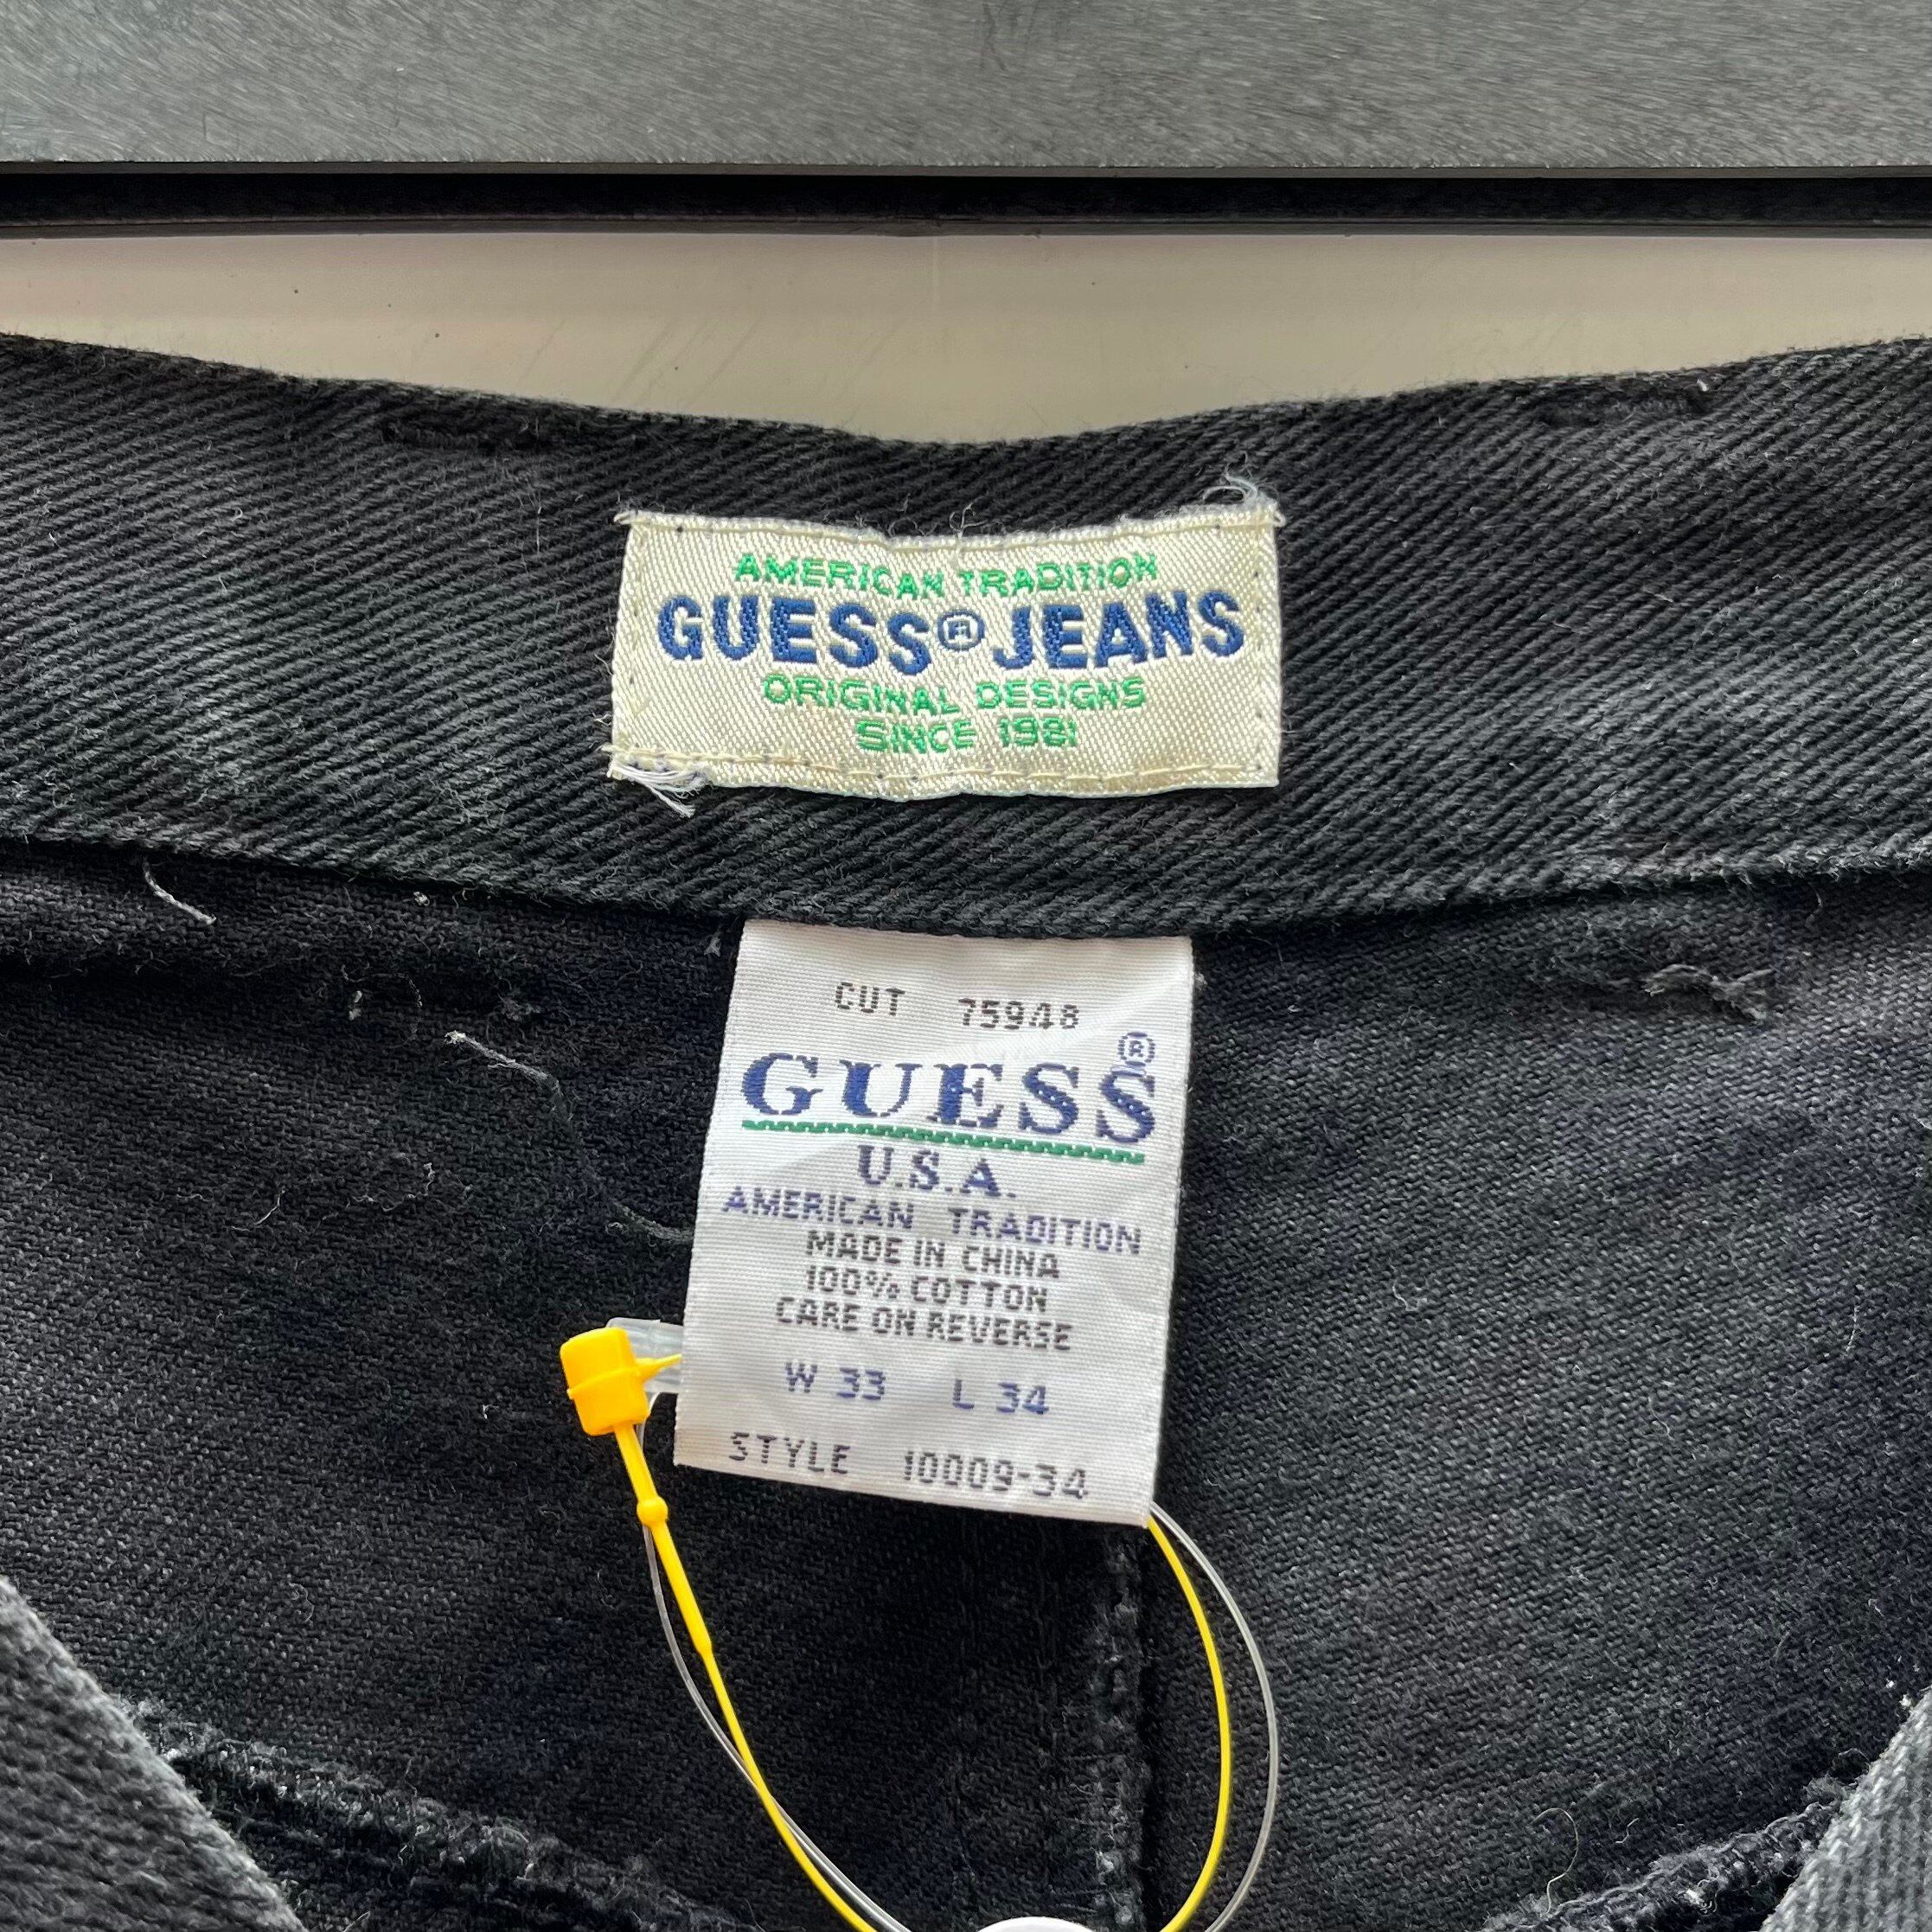 AMERICAN TRADITION
GUESS® JEANS
ORIGINAL DESIGNS
SINCE 1981
CUT 75948
GUESS®
U.S.A.
AMERICAN TRADITION
MADE IN CHINA
100% COTTON
CARE ON REVERSE
W 33 L 34
STYLE 10009-34